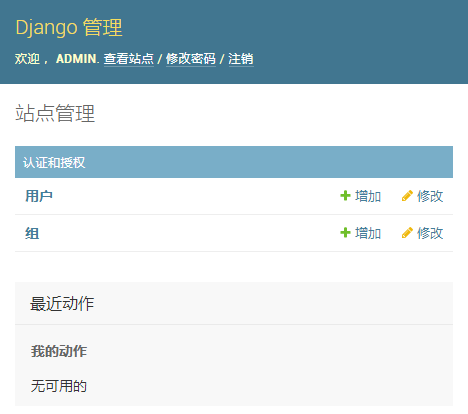 Django 管理
欢迎， ADMIN. 查看站点 / 修改密码 / 注销
站点管理
认证和授权
用户 增加 修改
组 增加 修改
最近动作
我的动作
无可用的